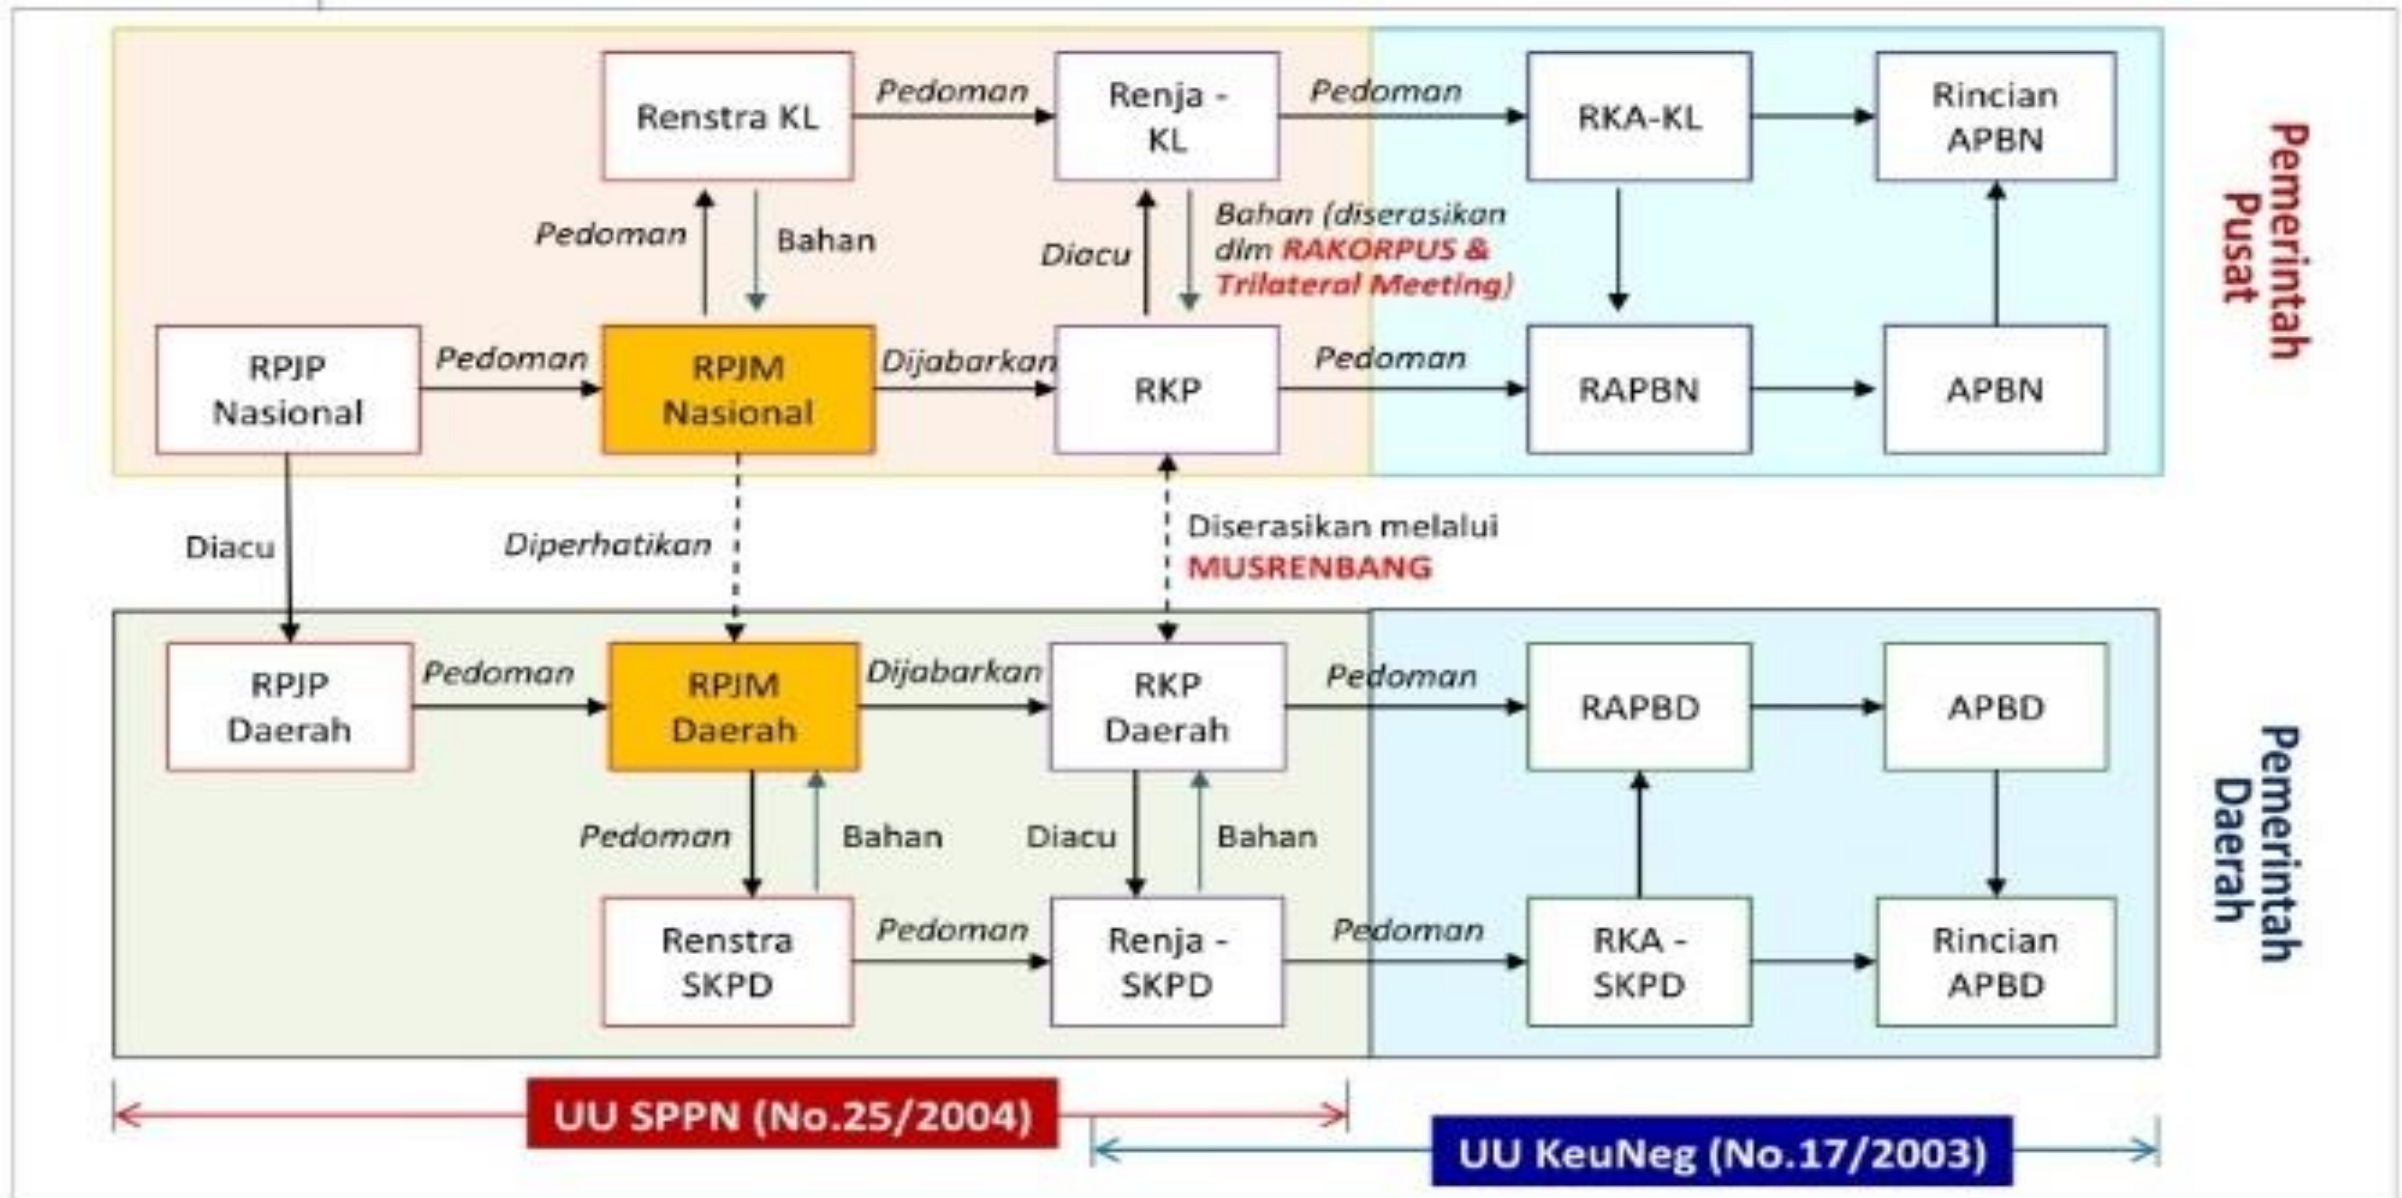 Renstra KL
Pedoman
Renja -
KL
Pedoman
RKA-KL
Rincian
APBN
Pedoman
Bahan
Diacu
Bahan (diserasikan
dlm RAKORPUS &
Trilateral Meeting)
RPJP
Nasional
Pedoman
RPJM
Nasional
Dijabarkan
RKP
Pedoman
RAPBN
APBN
Pemerintah
Pusat
Diacu
Diperhatikan
Diserasikan melalui
MUSRENBANG
RPJP
Daerah
Pedoman
RPJM
Daerah
Dijabarkan
RKP
Daerah
Pedoman
RAPBD
APBD
Pedoman
Bahan
Diacu
Bahan
Renstra
SKPD
Pedoman
Renja -
SKPD
Pedoman
RKA -
SKPD
Rincian
APBD
Pemerintah
Daerah
UU SPPN (No.25/2004)
UU KeuNeg (No.17/2003)